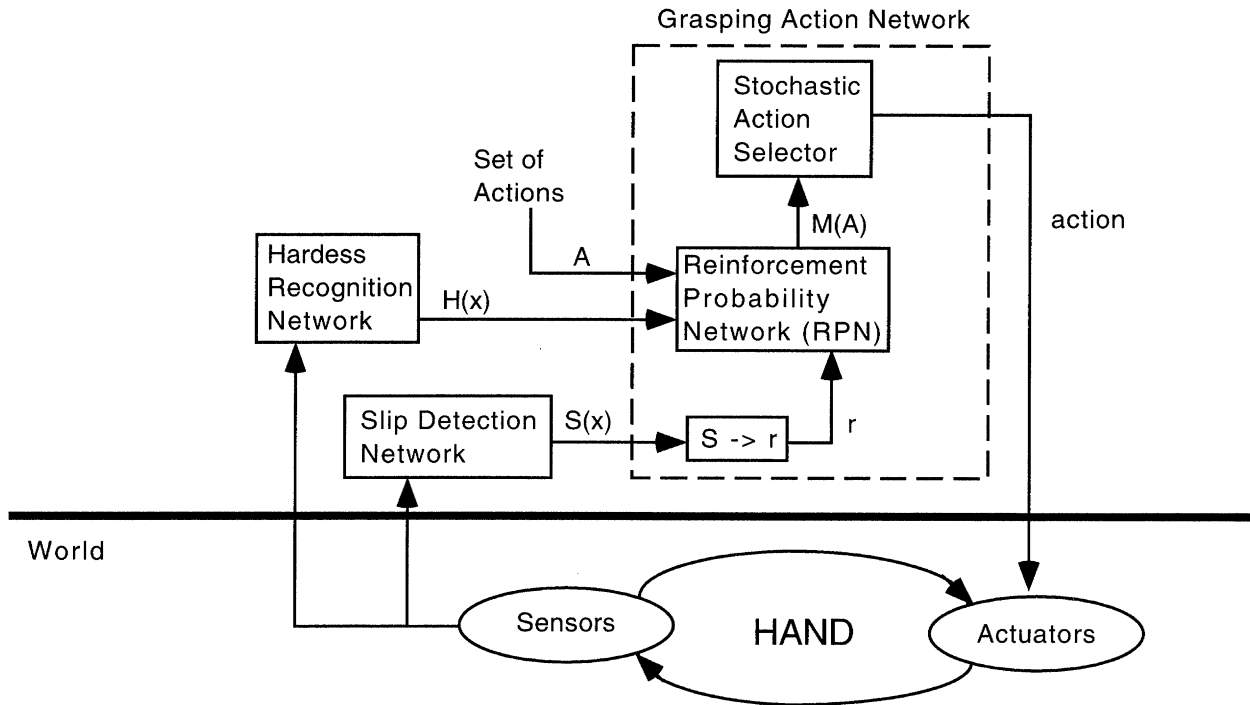 Grasping Action Network
Stochastic
Action
Selector
Set of
Actions
M(A)
action
Hardess
Recognition
Network
A
H(x)
Reinforcement
Probability
Network (RPN)
Slip Detection
Network
S(x)
S -> r
r
World
Sensors
HAND
Actuators